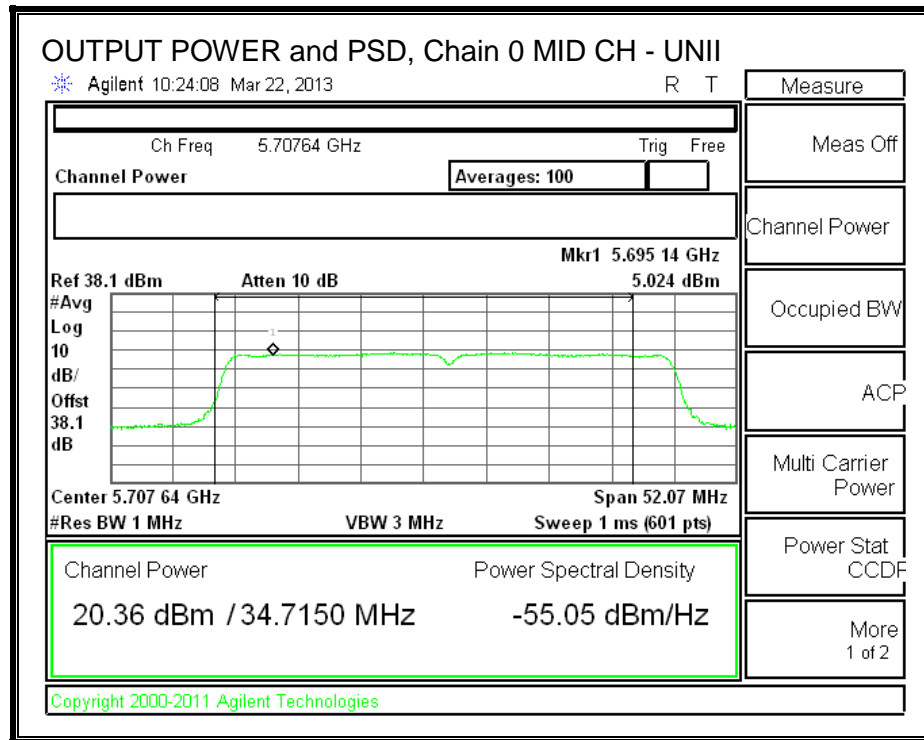 OUTPUT POWER and PSD, Chain 0 MID CH - UNII
Agilent 10:24:08 Mar 22, 2013 R T
Measure
Ch Freq 5.70764 GHz Trig Free
Meas Off
Channel Power Averages: 100
Channel Power
Mkr1 5.695 14 GHz
Ref 38.1 dBm Atten 10 dB 5.024 dBm
#Avg
Log
10
dB/
Offst
38.1
dB
1
Occupied BW
ACP
Multi Carrier
Power
Center 5.707 64 GHz Span 52.07 MHz
#Res BW 1 MHz VBW 3 MHz Sweep 1 ms (601 pts)
Power Stat
CCDF
Channel Power Power Spectral Density
20.36 dBm / 34.7150 MHz -55.05 dBm/Hz
More
1 of 2
Copyright 2000-2011 Agilent Technologies